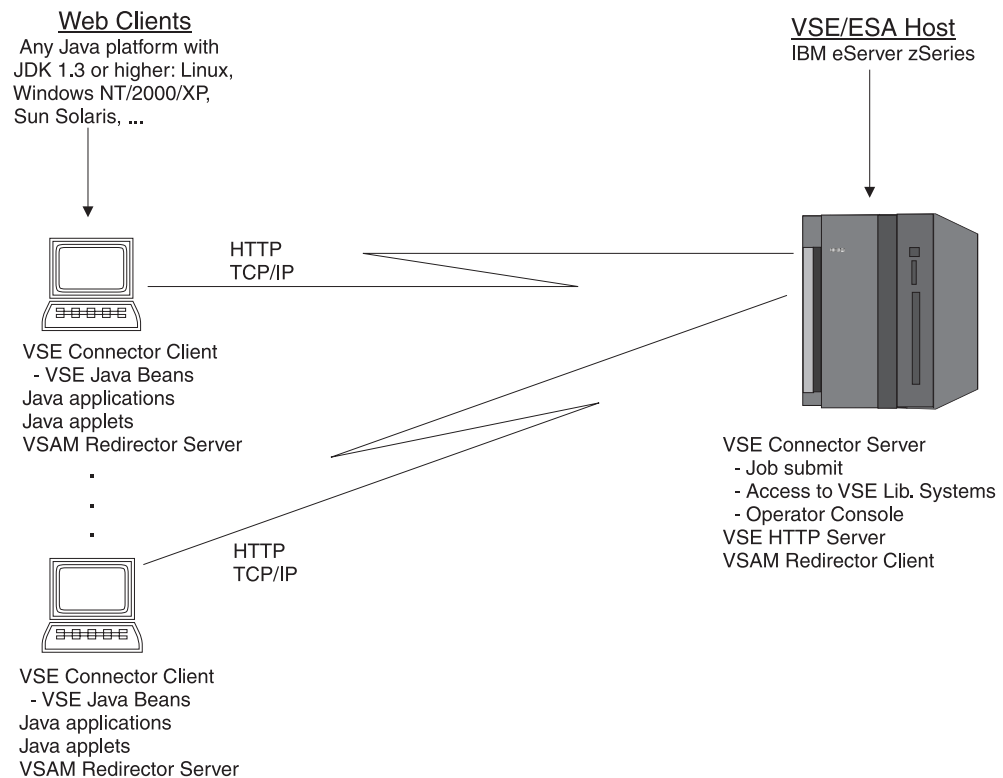 Web Clients
Any Java platform with
JDK 1.3 or higher: Linux,
Windows NT/2000/XP,
Sun Solaris, ...
VSE/ESA Host
IBM eServer zSeries
HTTP
TCP/IP
VSE Connector Client
- VSE Java Beans
Java applications
Java applets
VSAM Redirector Server
.
.
.
VSE Connector Server
- Job submit
- Access to VSE Lib. Systems
- Operator Console
VSE HTTP Server
VSAM Redirector Client
HTTP
TCP/IP
VSE Connector Client
- VSE Java Beans
Java applications
Java applets
VSAM Redirector Server